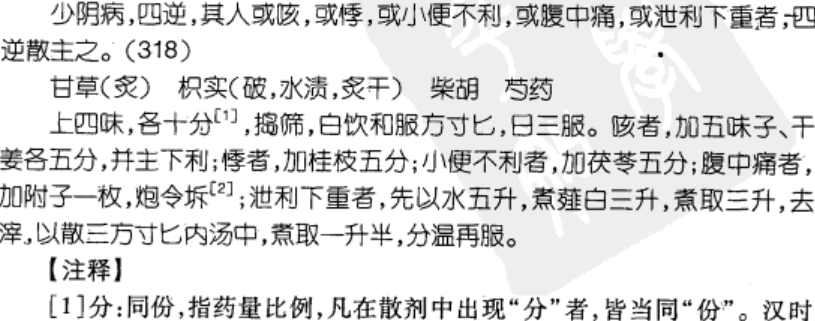 少阴病,四逆,其人或咳,或悸,或小便不利,或腹中痛,或泄利下重者,四
逆散主之。(318)
甘草(炙) 枳实(破,水渍,炙干) 柴胡 芍药
上四味,各十分[1],捣筛,白饮和服方寸匕,日三服。咳者,加五味子、干
姜各五分,并主下利;悸者,加桂枝五分;小便不利者,加茯苓五分;腹中痛者,
加附子一枚,炮令坼[2];泄利下重者,先以水五升,煮薤白三升,煮取三升,去
滓,以散三方寸匕内汤中,煮取一升半,分温再服。
【注释】
[1]分:同份,指药量比例,凡在散剂中出现“分”者,皆当同“份”。汉时